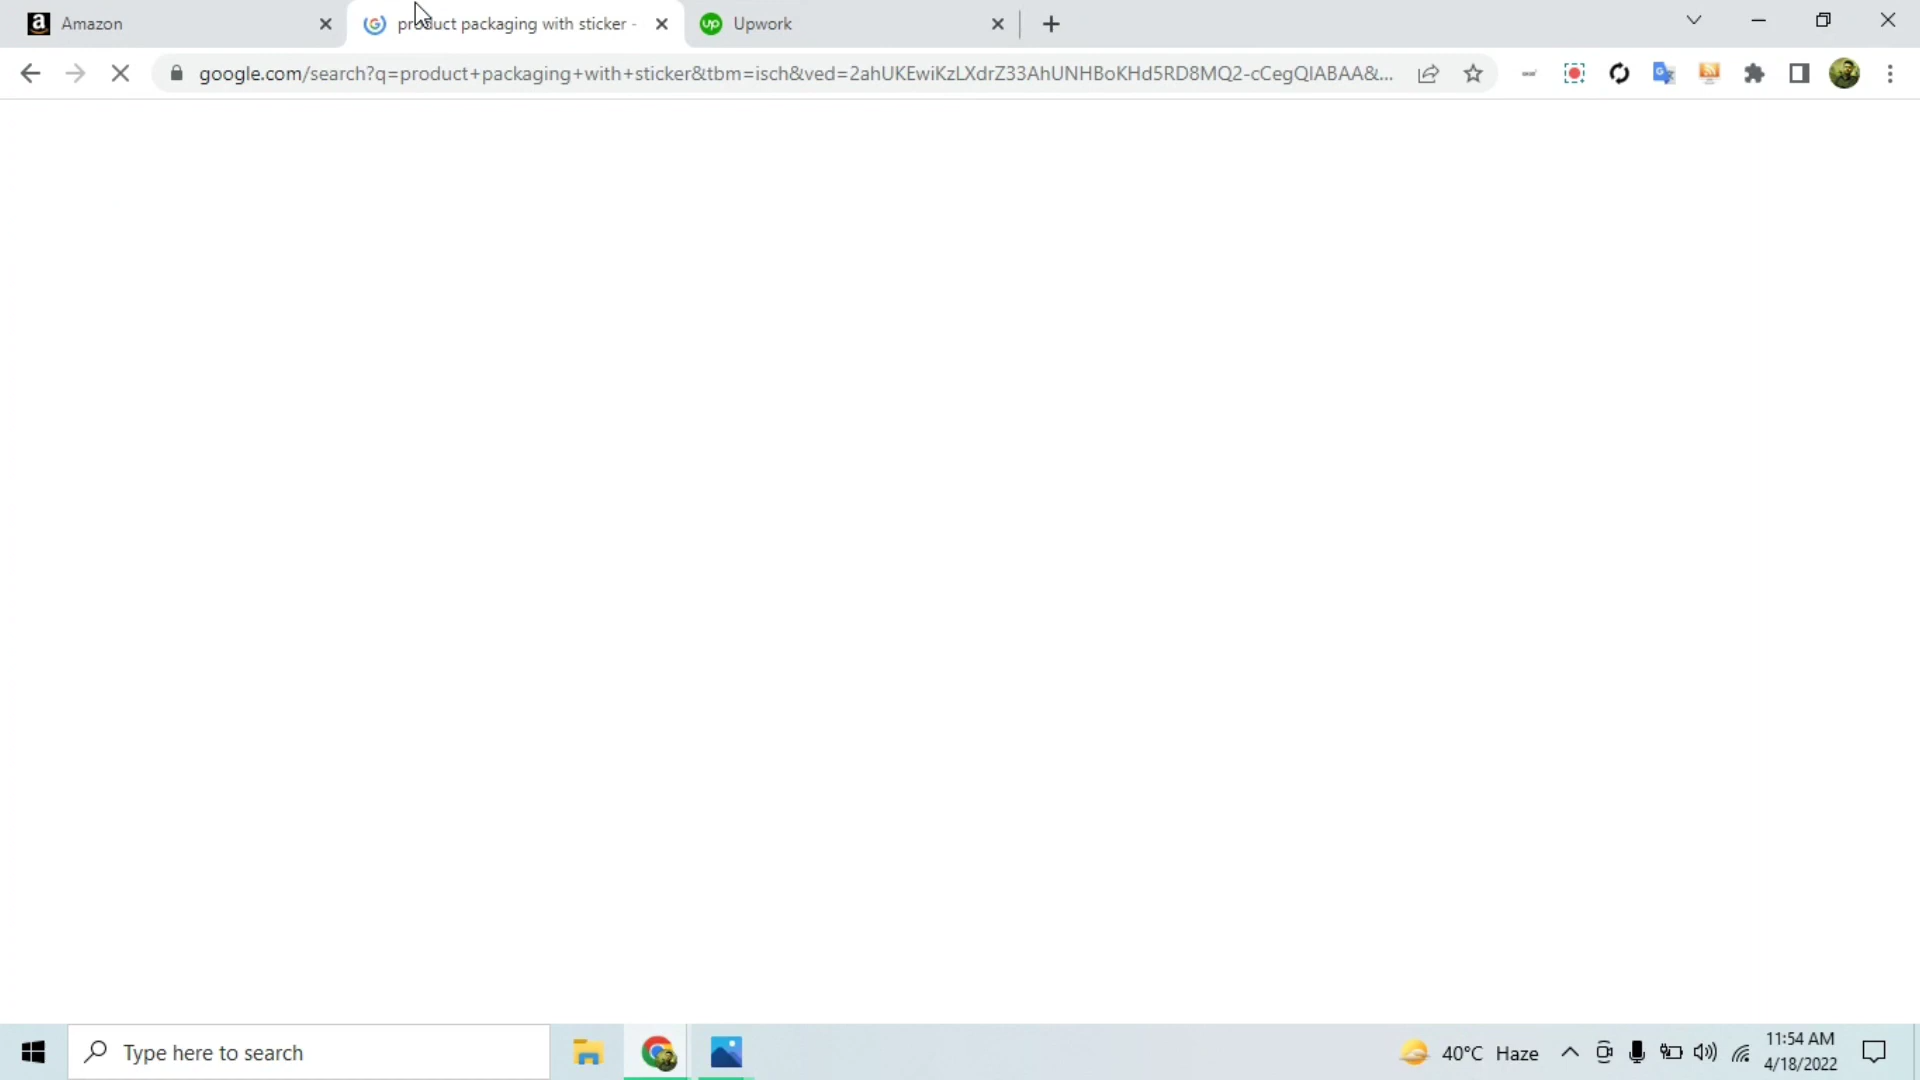 Amazon
product packaging with sticker -
Upwork
google.com/search?q=product+packaging+with+sticker&tbm=isch&ved=2ahUKEwiKzLXdrZ33AhUNHBoKHd5RD8MQ2-cCegQIABAA&...
Type here to search
40°C Haze
11:54 AM
4/18/2022